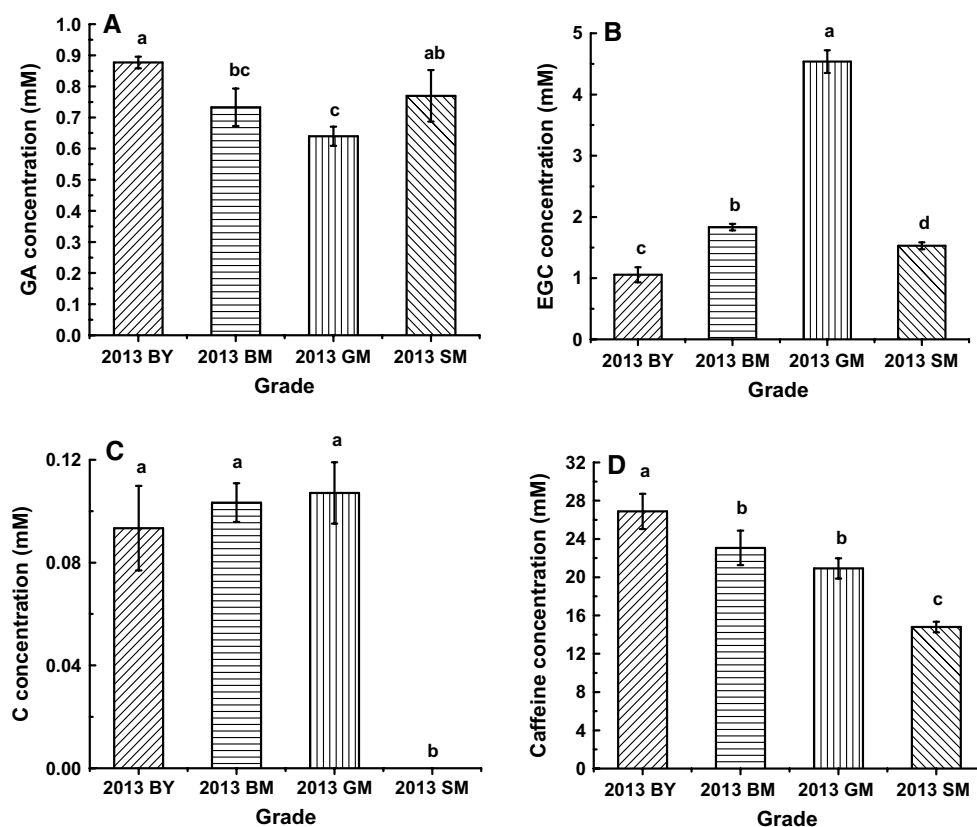 A
GA concentration (mM)
1.0
0.9
0.8
0.7
0.6
0.5
0.4
0.3
0.2
0.1
0.0
a
bc
c
ab
2013 BY 2013 BM 2013 GM 2013 SM
Grade
B
EGC concentration (mM)
5
4
3
2
1
0
c
b
a
d
2013 BY 2013 BM 2013 GM 2013 SM
Grade
C
C concentration (mM)
0.12
0.08
0.04
0.00
a
a
a
b
2013 BY 2013 BM 2013 GM 2013 SM
Grade
D
Caffeine concentration (mM)
32
28
24
20
16
12
8
4
0
a
b
b
c
2013 BY 2013 BM 2013 GM 2013 SM
Grade